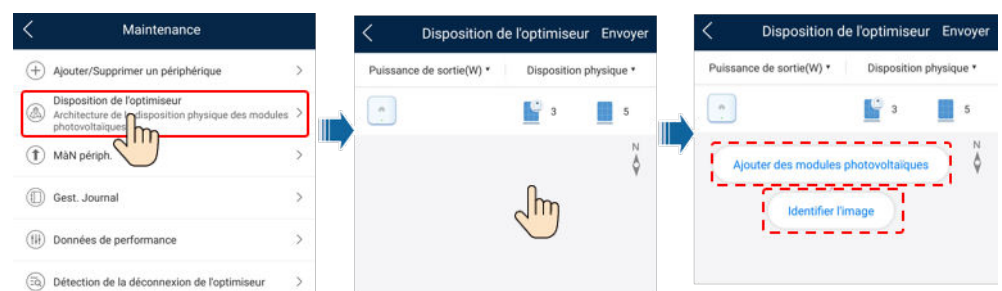 Maintenance
Ajouter/Supprimer un périphérique
Disposition de l'optimiseur
Architecture de la disposition physique des modules
photovoltaïques
MàN périph.
Gest. Journal
Données de performance
Détection de la déconnexion de l'optimiseur
Disposition de l'optimiseur Envoyer
Puissance de sortie(W) Disposition physique
3 5
N
Disposition de l'optimiseur Envoyer
Puissance de sortie(W) Disposition physique
3 5
N
Ajouter des modules photovoltaïques
Identifier l'image